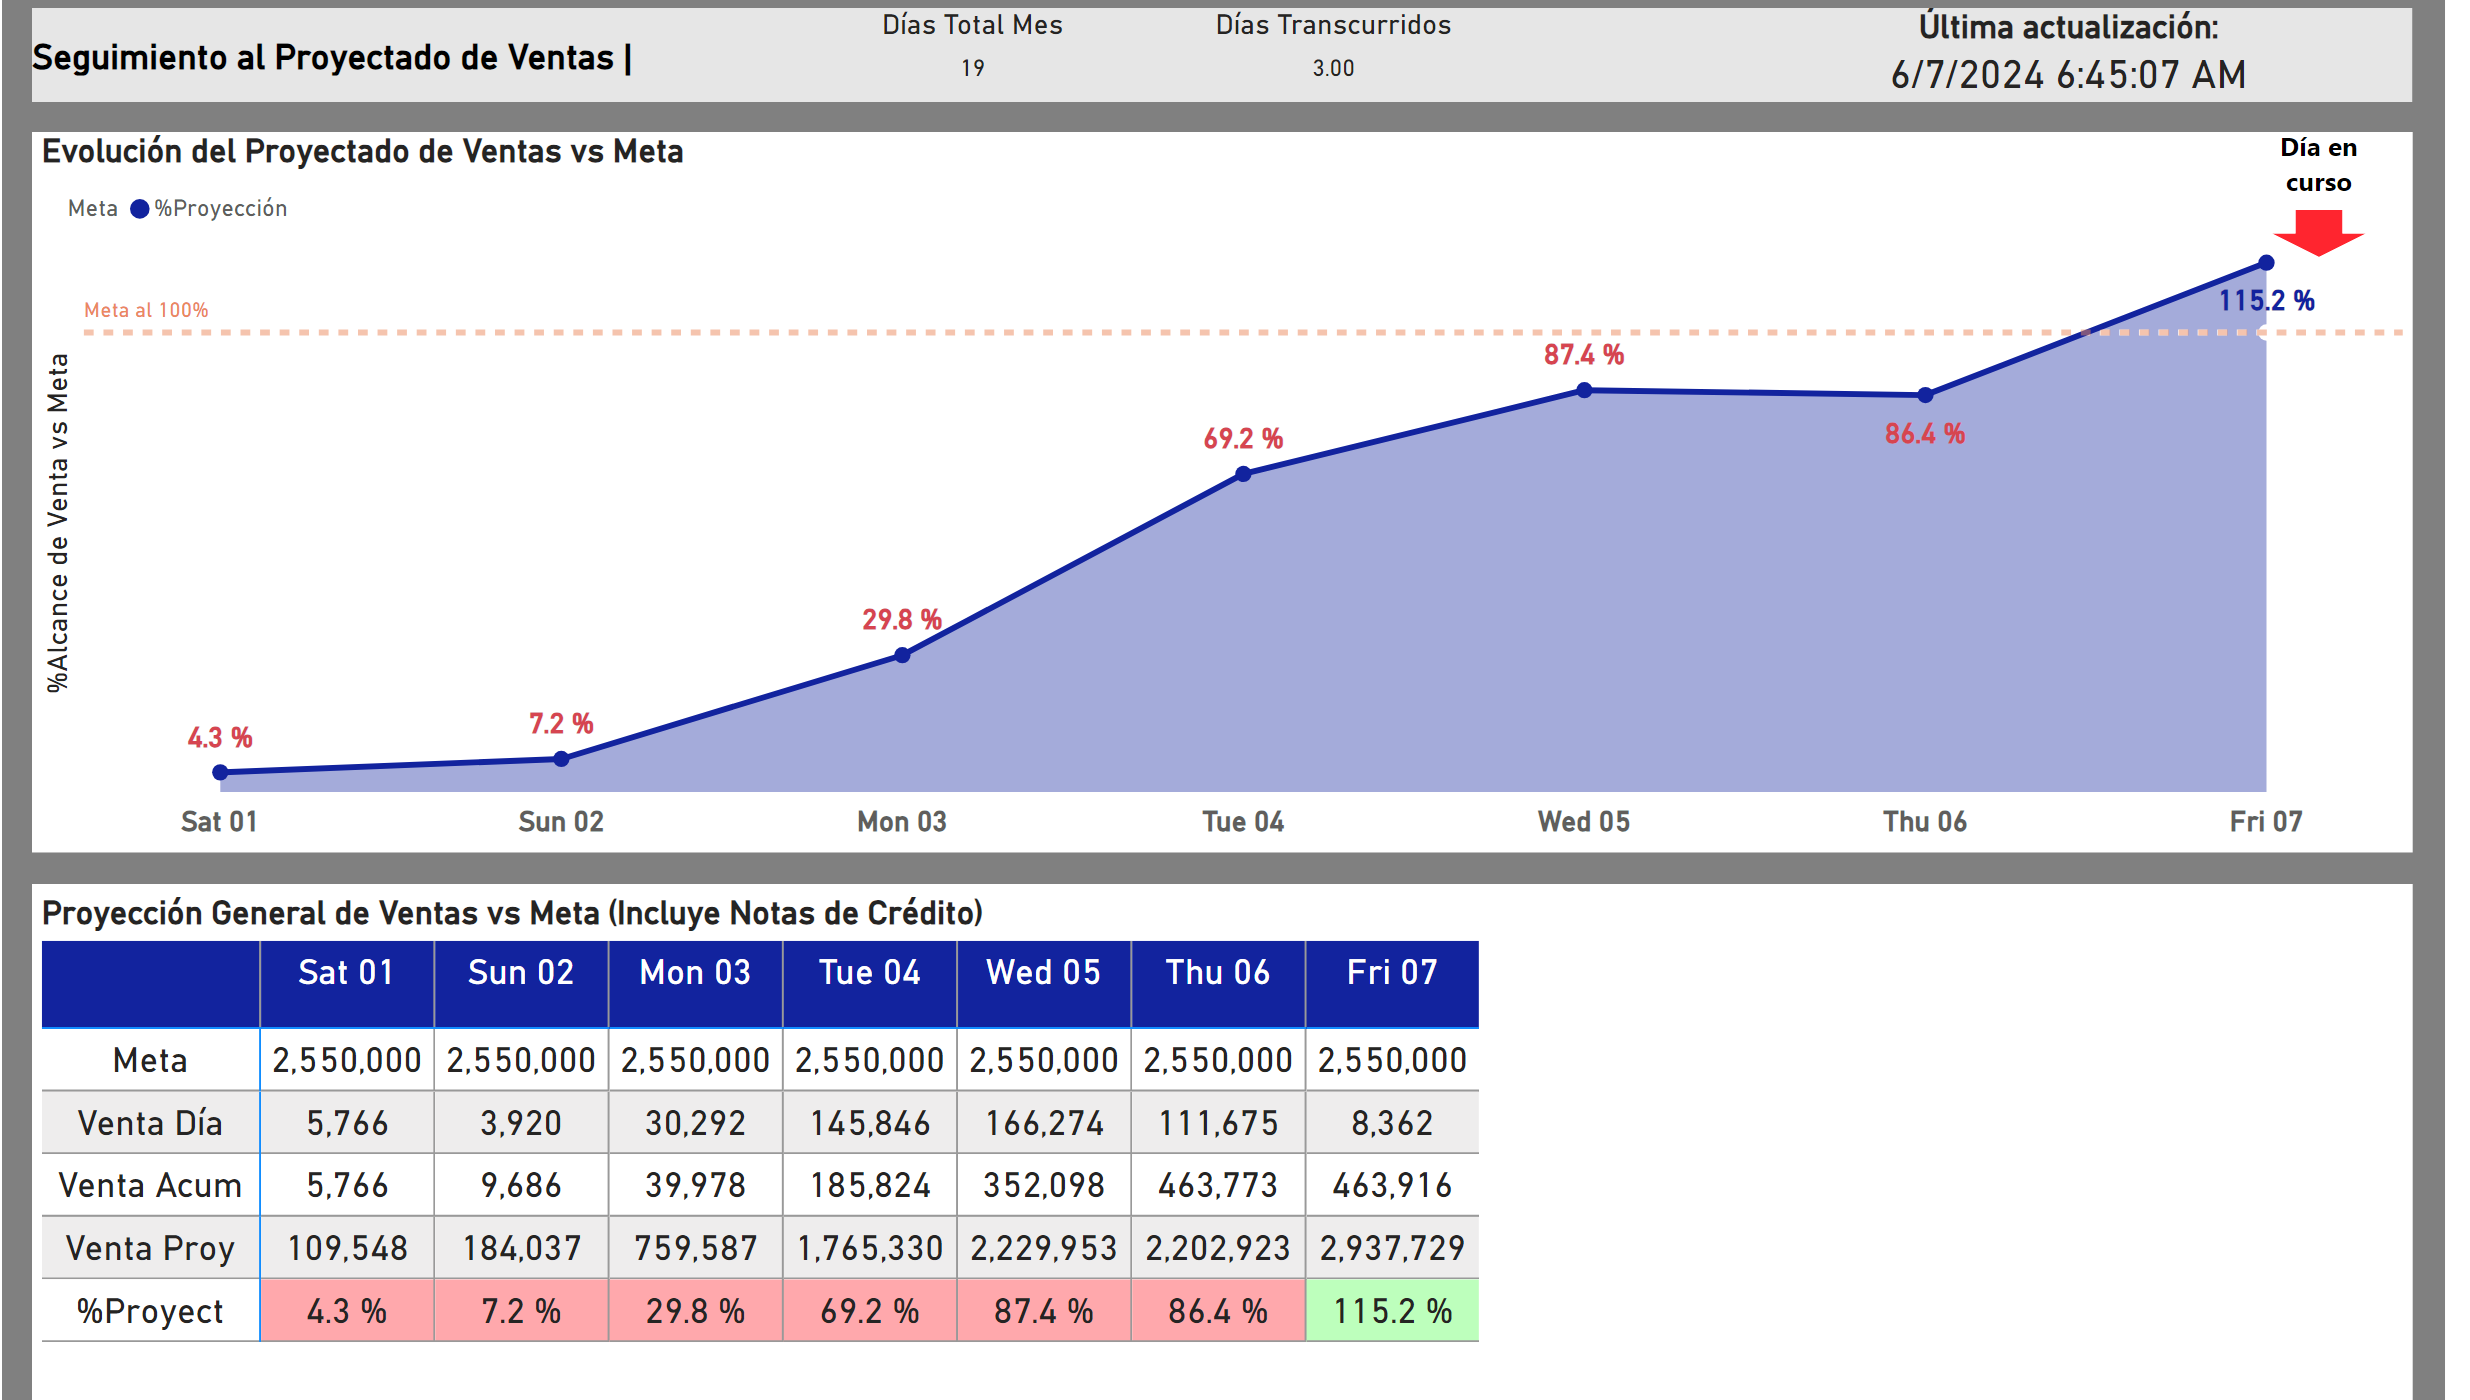 Seguimiento al Proyectado de Ventas |
Días Total Mes
19
Días Transcurridos
3.00
Última actualización:
6/7/2024 6:45:07 AM
Evolución del Proyectado de Ventas vs Meta
Día en
curso
Meta %Proyección
Meta al 100%
%Alcance de Venta vs Meta
4.3 %
7.2 %
29.8 %
69.2 %
87.4 %
86.4 %
115.2 %
Sat 01 Sun 02 Mon 03 Tue 04 Wed 05 Thu 06 Fri 07
Proyección General de Ventas vs Meta (Incluye Notas de Crédito)
Sat 01 Sun 02 Mon 03 Tue 04 Wed 05 Thu 06 Fri 07
Meta 2,550,000 2,550,000 2,550,000 2,550,000 2,550,000 2,550,000 2,550,000
Venta Día 5,766 3,920 30,292 145,846 166,274 111,675 8,362
Venta Acum 5,766 9,686 39,978 185,824 352,098 463,773 463,916
Venta Proy 109,548 184,037 759,587 1,765,330 2,229,953 2,202,923 2,937,729
%Proyect 4.3 % 7.2 % 29.8 % 69.2 % 87.4 % 86.4 % 115.2 %